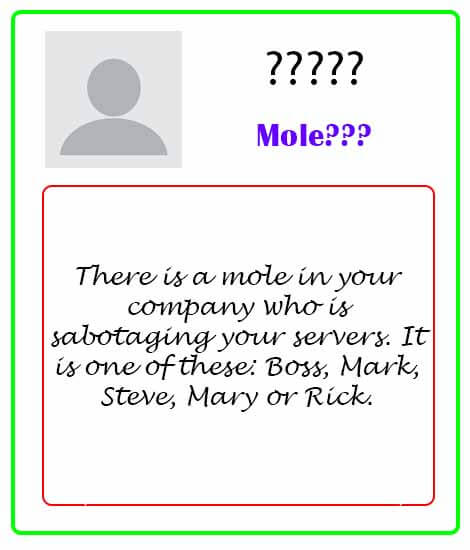 ?????
Mole???
There is a mole in your
company who is
sabotaging your servers. It
is one of these: Boss, Mark,
Steve, Mary or Rick.